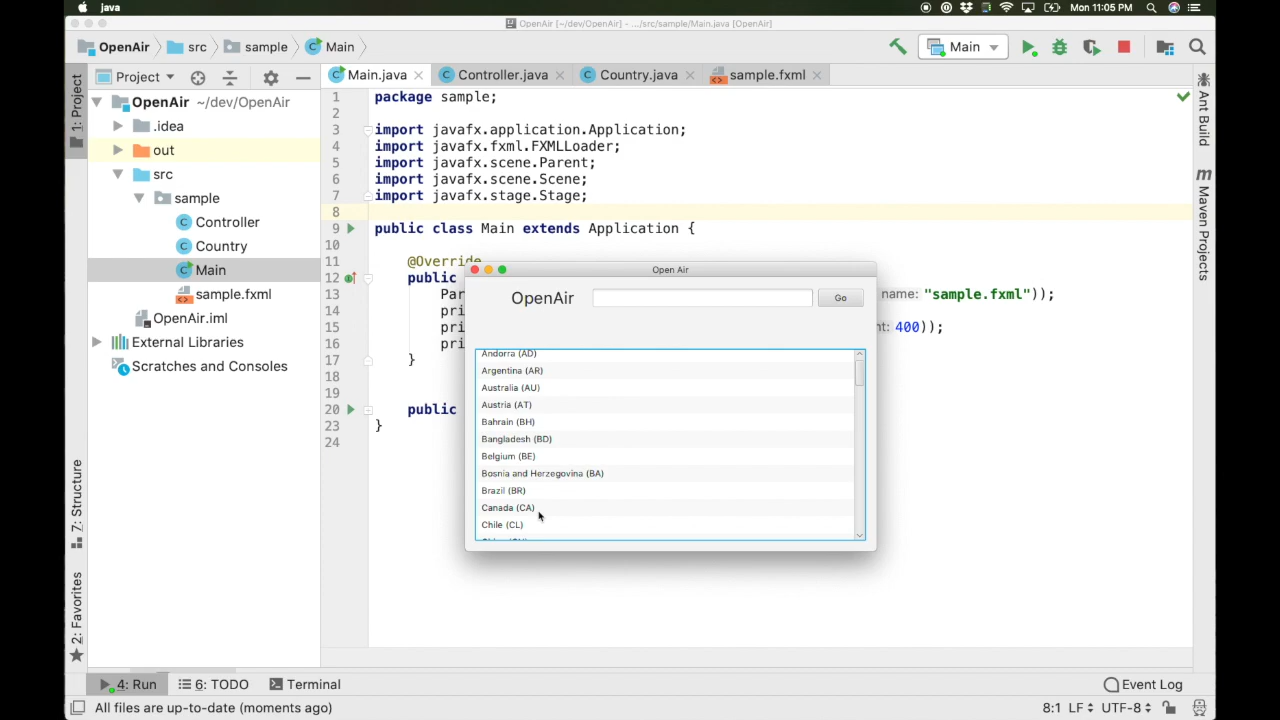 java
Mon 11:05 PM
OpenAir [~/dev/OpenAir] - .../src/sample/Main.java [OpenAir]
OpenAir src sample Main
Main
1: Project
Project
Main.java Controller.java Country.java sample.fxml
OpenAir ~/dev/OpenAir
.idea
out
src
sample
Controller
Country
Main
sample.fxml
OpenAir.iml
External Libraries
Scratches and Consoles
1 package sample;
2
3 import javafx.application.Application;
4 import javafx.fxml.FXMLLoader;
5 import javafx.scene.Parent;
6 import javafx.scene.Scene;
7 import javafx.stage.Stage;
8
9 public class Main extends Application {
10
11 @Override
12 public
13 Par name: "sample.fxml"));
14 pri
15 pri nt: 400));
16 pri
17 }
18
19
20 public
23 }
24
Open Air
OpenAir
Go
Andorra (AD)
Argentina (AR)
Australia (AU)
Austria (AT)
Bahrain (BH)
Bangladesh (BD)
Belgium (BE)
Bosnia and Herzegovina (BA)
Brazil (BR)
Canada (CA)
Chile (CL)
Ant Build
m Maven Projects
7: Structure
2: Favorites
4: Run 6: TODO Terminal
Event Log
All files are up-to-date (moments ago)
8:1 LF UTF-8